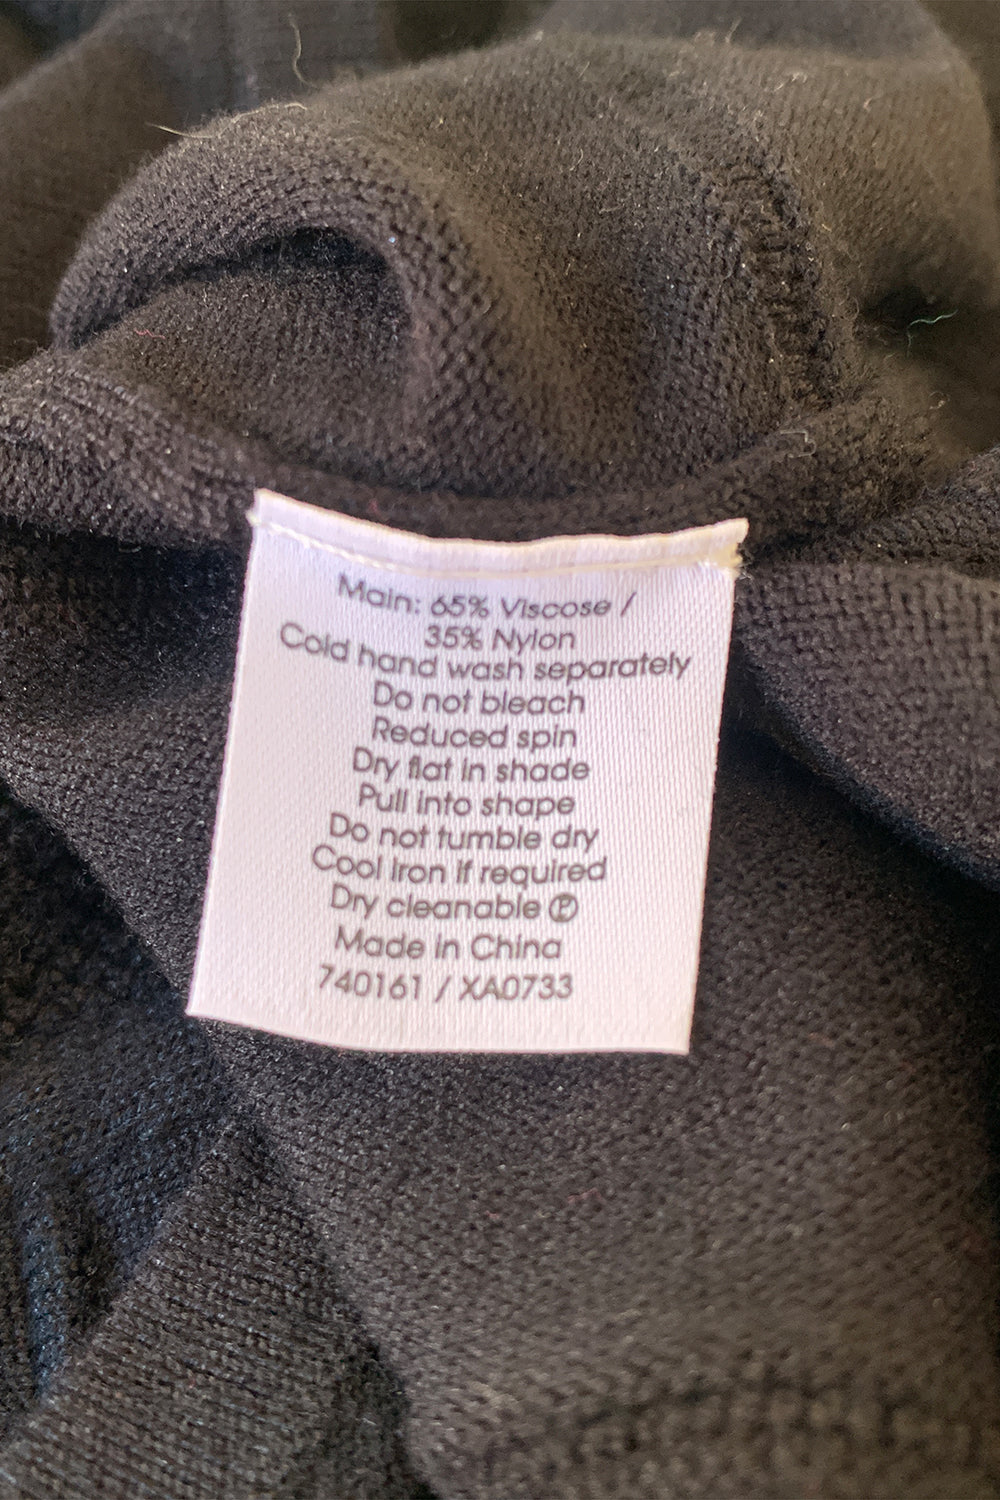 Main: 65% Viscose /
35% Nylon
Cold hand wash separately
Do not bleach
Reduced spin
Dry flat in shade
Pull into shape
Do not tumble dry
Cool iron if required
Dry cleanable Ⓟ
Made in China
740161 / XA0733